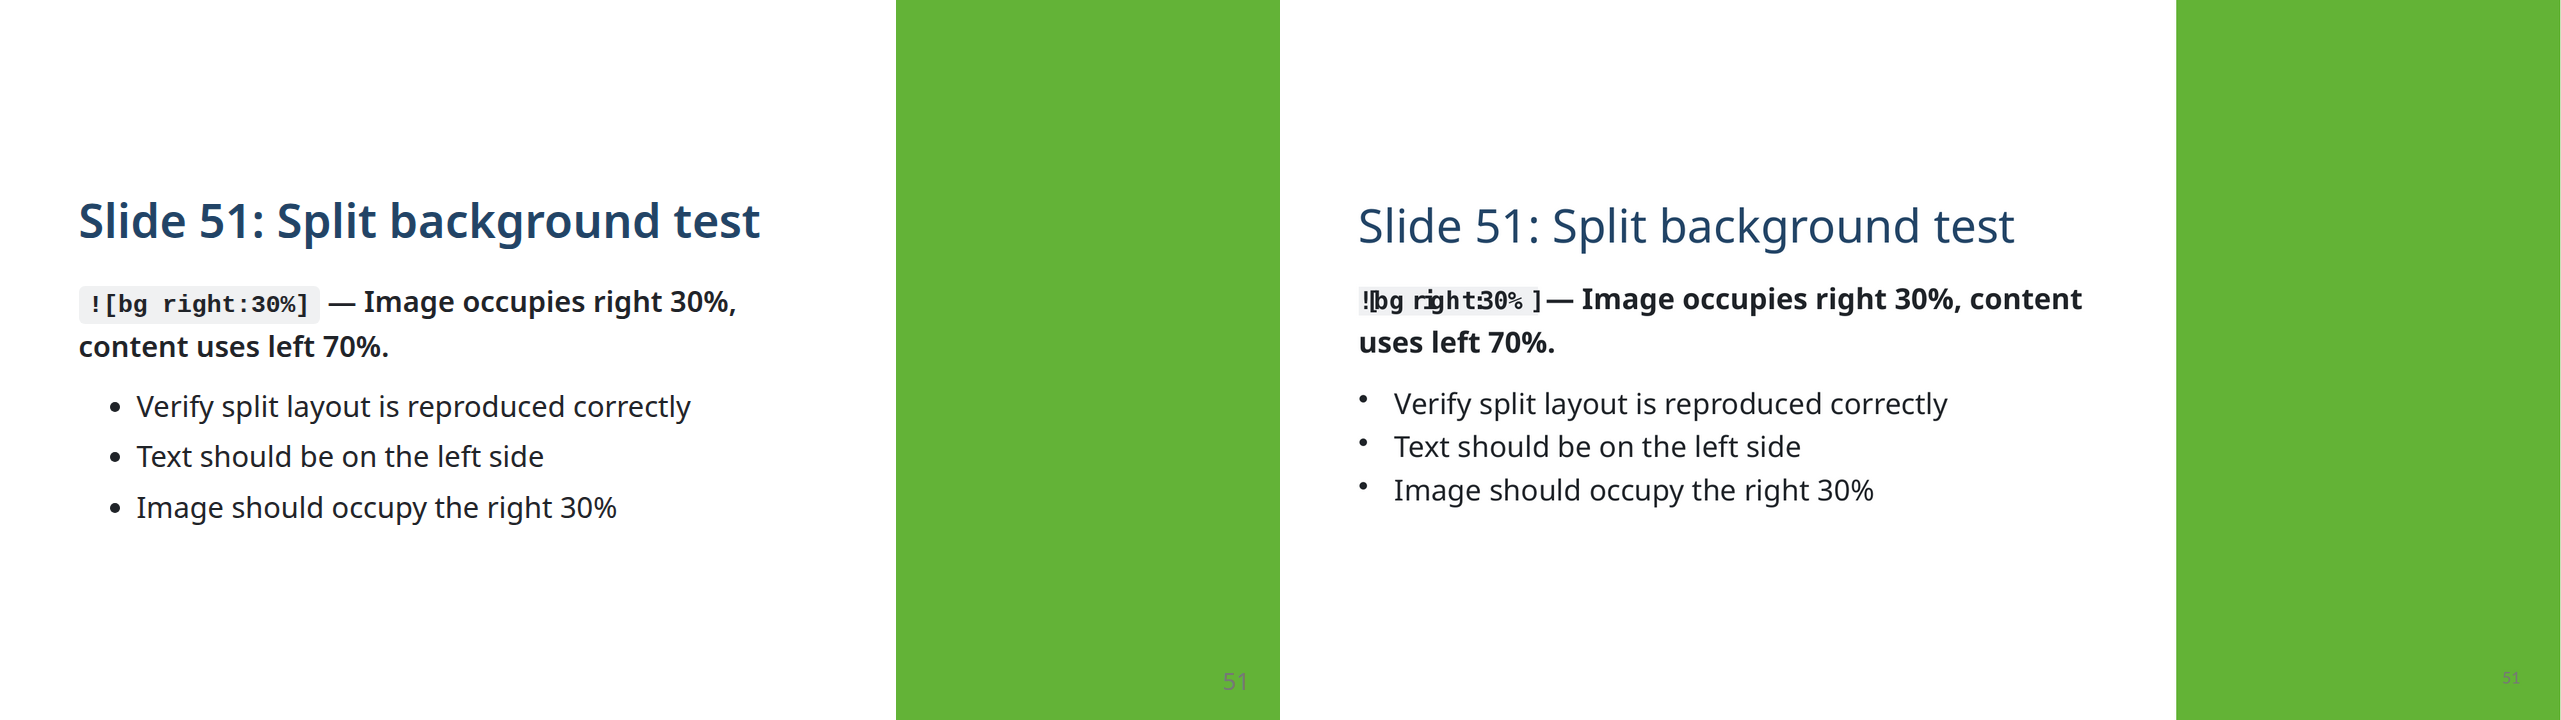 Slide 51: Split background test
![bg right:30%] — Image occupies right 30%,
content uses left 70%.
• Verify split layout is reproduced correctly
• Text should be on the left side
• Image should occupy the right 30%
51
Slide 51: Split background test
![bg right:30%]— Image occupies right 30%, content
uses left 70%.
• Verify split layout is reproduced correctly
• Text should be on the left side
• Image should occupy the right 30%
51